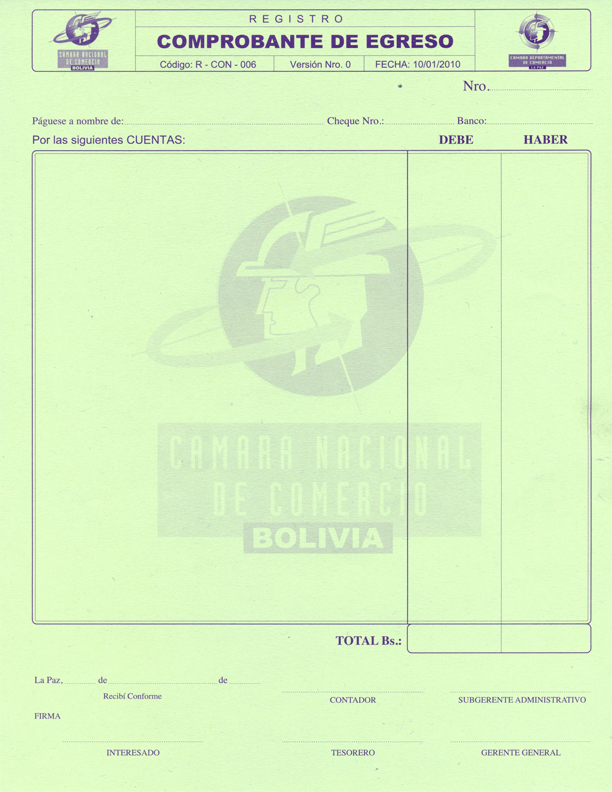 REGISTRO
COMPROBANTE DE EGRESO
Código: R - CON - 006 Versión Nro. 0 FECHA: 10/01/2010
CAMARA NACIONAL
DE COMERCIO
BOLIVIA
CAMARA DEPARTAMENTAL
DE COMERCIO
LA PAZ
Nro.
Páguese a nombre de: Cheque Nro.: Banco:
Por las siguientes CUENTAS: DEBE HABER
CAMARA NACIONAL
DE COMERCIO
BOLIVIA
TOTAL Bs.:
La Paz, de de
Recibí Conforme
CONTADOR SUBGERENTE ADMINISTRATIVO
FIRMA
INTERESADO TESORERO GERENTE GENERAL